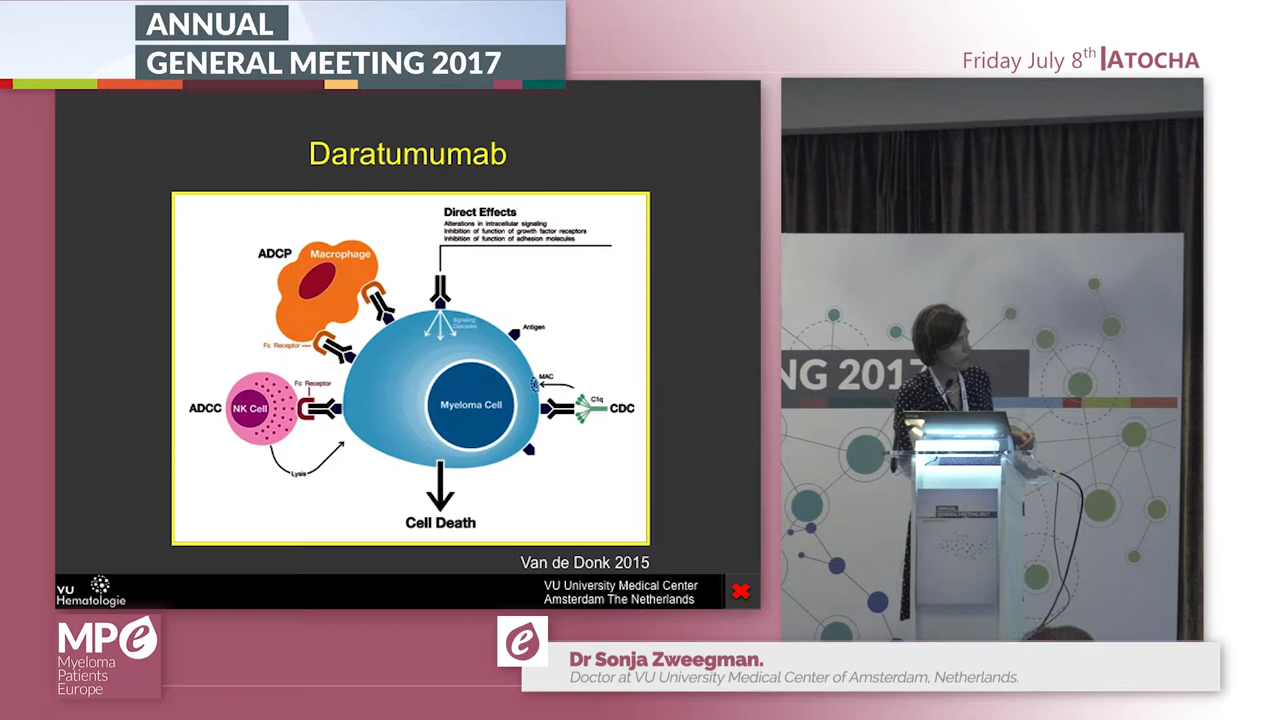 ANNUAL
GENERAL MEETING 2017
Friday July 8th | ATOCHA
Daratumumab
Direct Effects
Alterations in intracellular signaling
Inhibition of function of growth factor receptors
Inhibition of function of adhesion molecules
ADCP
Macrophage
Signaling
Cascades
Antigen
Fc Receptor
MAC
Fc Receptor
C1q
ADCC
NK Cell
Myeloma Cell
CDC
Lysis
Cell Death
Van de Donk 2015
VU
Hematologie
VU University Medical Center
Amsterdam The Netherlands
NG 2017
ANNUAL
GENERAL MEETING 2017
MPe
Myeloma
Patients
Europe
e
Dr Sonja Zweegman.
Doctor at VU University Medical Center of Amsterdam, Netherlands.